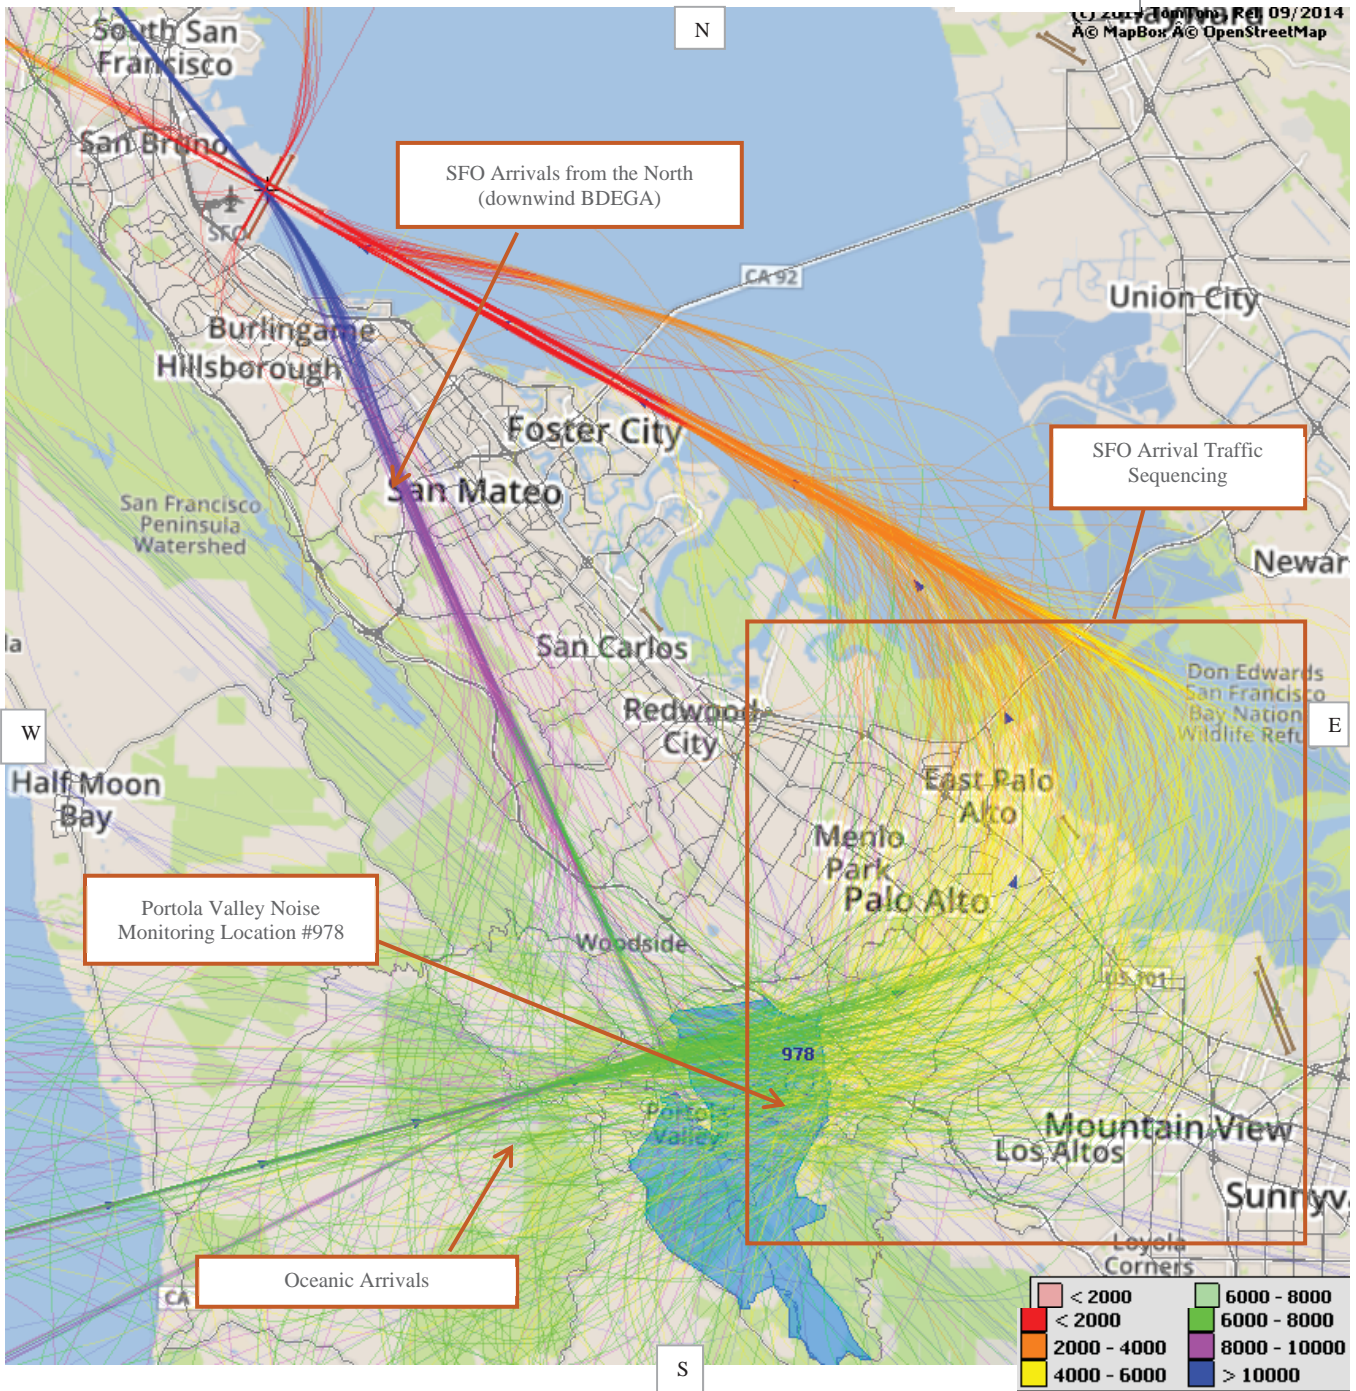 (c) 2014 TomTom, Rel. 09/2014
Â© MapBox Â© OpenStreetMap
Hayward
N
South San
Francisco
San Bruno
SFO
SFO Arrivals from the North
(downwind BDEGA)
CA 92
Union City
Burlingame
Hillsborough
Foster City
SFO Arrival Traffic
Sequencing
San Mateo
San Francisco
Peninsula
Watershed
Newar
la
San Carlos
Don Edwards
San Francisco
Bay Nation
Wildlife Refu
Redwood
City
W
E
Half Moon
Bay
East Palo
Alto
Menlo
Park
Palo Alto
Portola Valley Noise
Monitoring Location #978
Woodside
US 101
978
Portola
Valley
Mountain View
Los Altos
Sunnyv
Loyola
Corners
Oceanic Arrivals
CA
S
< 2000
6000 - 8000
< 2000
6000 - 8000
2000 - 4000
8000 - 10000
4000 - 6000
> 10000